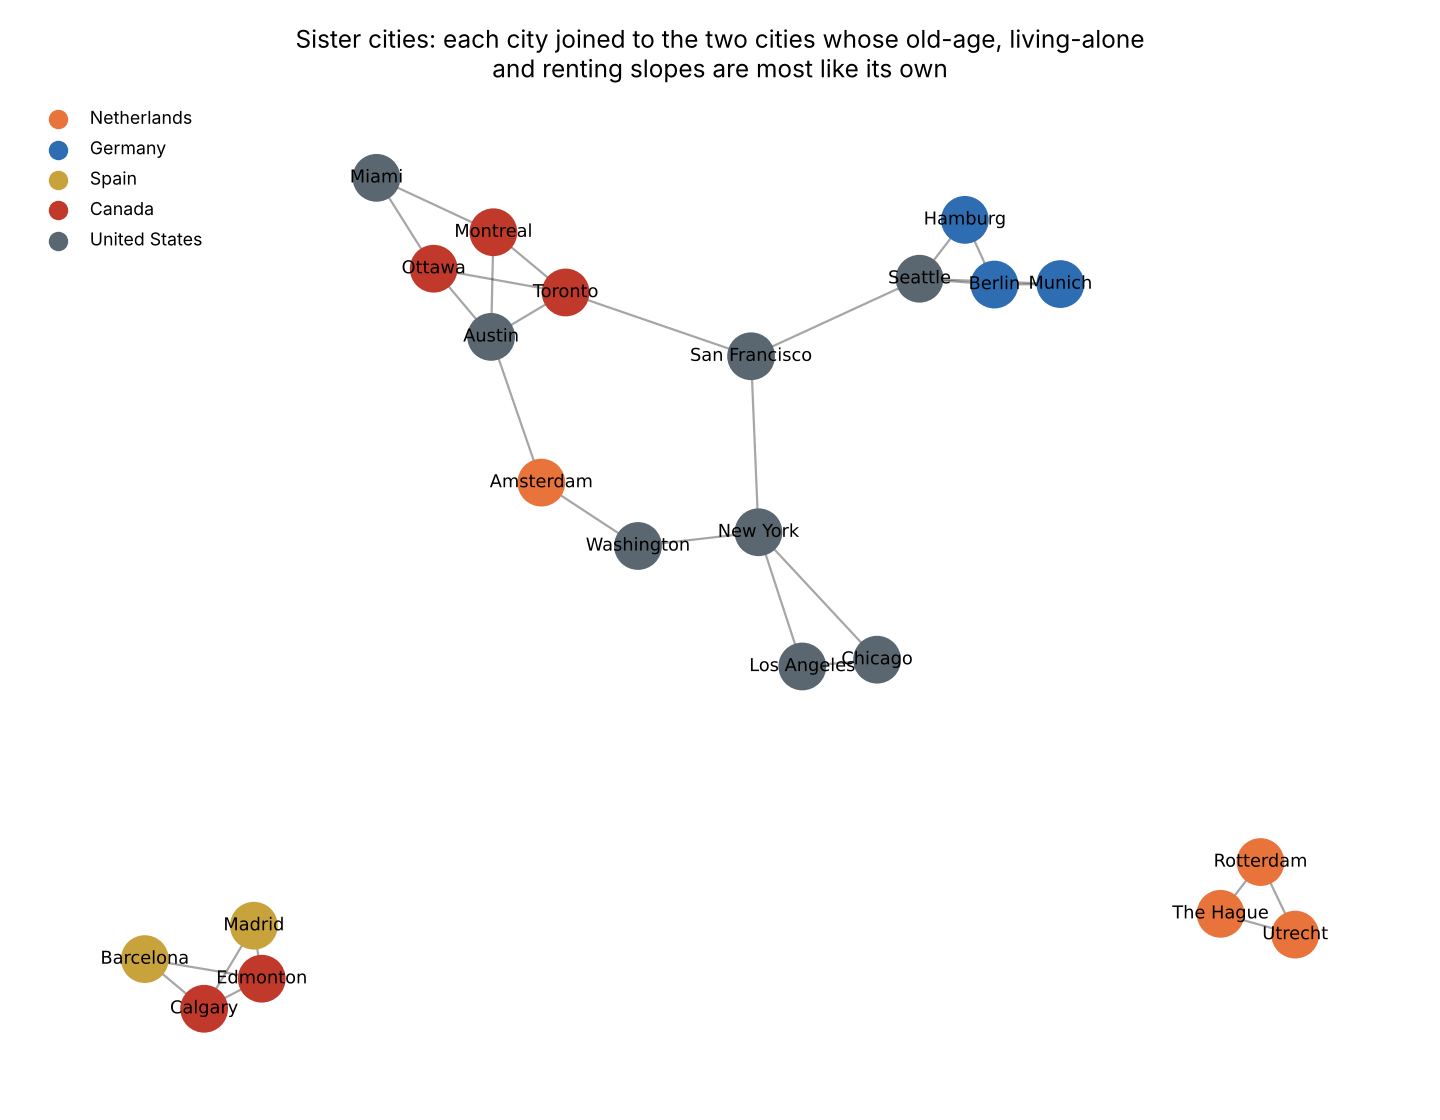 Sister cities: each city joined to the two cities whose old-age, living-alone
and renting slopes are most like its own
Netherlands
Germany
Spain
Canada
United States
Miami
Montreal
Ottawa
Toronto
Austin
Hamburg
Seattle
Berlin
Munich
San Francisco
Amsterdam
Washington
New York
Los Angeles
Chicago
Rotterdam
The Hague
Utrecht
Madrid
Barcelona
Edmonton
Calgary